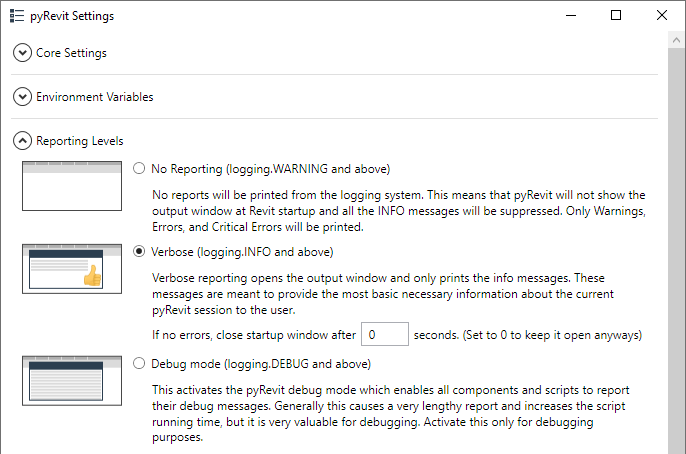 pyRevit Settings
Core Settings
Environment Variables
Reporting Levels
No Reporting (logging.WARNING and above)
No reports will be printed from the logging system. This means that pyRevit will not show the
output window at Revit startup and all the INFO messages will be suppressed. Only Warnings,
Errors, and Critical Errors will be printed.
Verbose (logging.INFO and above)
Verbose reporting opens the output window and only prints the info messages. These
messages are meant to provide the most basic necessary information about the current
pyRevit session to the user.
If no errors, close startup window after 0 seconds. (Set to 0 to keep it open anyways)
Debug mode (logging.DEBUG and above)
This activates the pyRevit debug mode which enables all components and scripts to report
their debug messages. Generally this causes a very lengthy report and increases the script
running time, but it is very valuable for debugging. Activate this only for debugging
purposes.